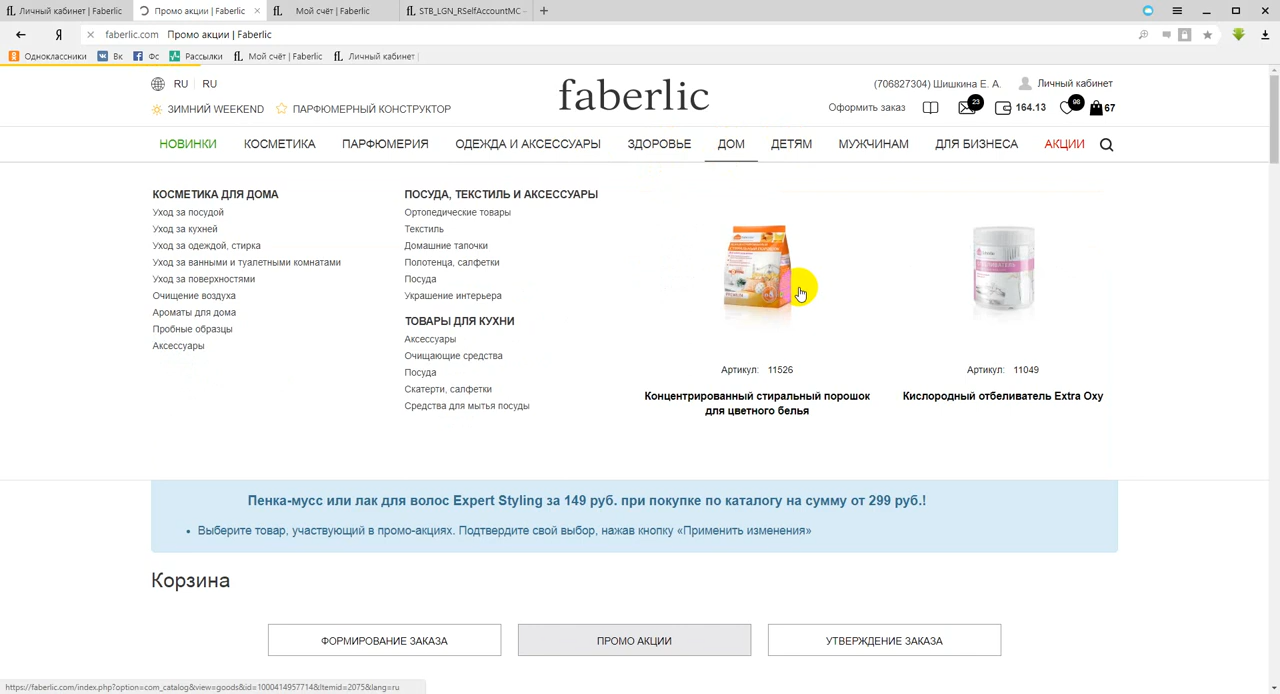 Личный кабинет | Faberlic
Промо акции | Faberlic
Мой счёт | Faberlic
STB_LGN_RSelfAccountMC -
faberlic.com Промо акции | Faberlic
Одноклассники Вк Фс Рассылки Мой счёт | Faberlic Личный кабинет |
RU RU
faberlic
(706827304) Шишкина Е. А. Личный кабинет
ЗИМНИЙ WEEKEND ПАРФЮМЕРНЫЙ КОНСТРУКТОР
Оформить заказ 23 164.13 98 67
НОВИНКИ КОСМЕТИКА ПАРФЮМЕРИЯ ОДЕЖДА И АКСЕССУАРЫ ЗДОРОВЬЕ ДОМ ДЕТЯМ МУЖЧИНАМ ДЛЯ БИЗНЕСА АКЦИИ
КОСМЕТИКА ДЛЯ ДОМА
Уход за посудой
Уход за кухней
Уход за одеждой, стирка
Уход за ванными и туалетными комнатами
Уход за поверхностями
Очищение воздуха
Ароматы для дома
Пробные образцы
Аксессуары
ПОСУДА, ТЕКСТИЛЬ И АКСЕССУАРЫ
Ортопедические товары
Текстиль
Домашние тапочки
Полотенца, салфетки
Посуда
Украшение интерьера
ТОВАРЫ ДЛЯ КУХНИ
Аксессуары
Очищающие средства
Посуда
Скатерти, салфетки
Средства для мытья посуды
Артикул: 11526
Концентрированный стиральный порошок
для цветного белья
Артикул: 11049
Кислородный отбеливатель Extra Oxy
Пенка-мусс или лак для волос Expert Styling за 149 руб. при покупке по каталогу на сумму от 299 руб.!
• Выберите товар, участвующий в промо-акциях. Подтвердите свой выбор, нажав кнопку «Применить изменения»
Корзина
ФОРМИРОВАНИЕ ЗАКАЗА ПРОМО АКЦИИ УТВЕРЖДЕНИЕ ЗАКАЗА
https://faberlic.com/index.php?option=com_catalog&view=goods&id=1000414957714&Itemid=2075&lang=ru